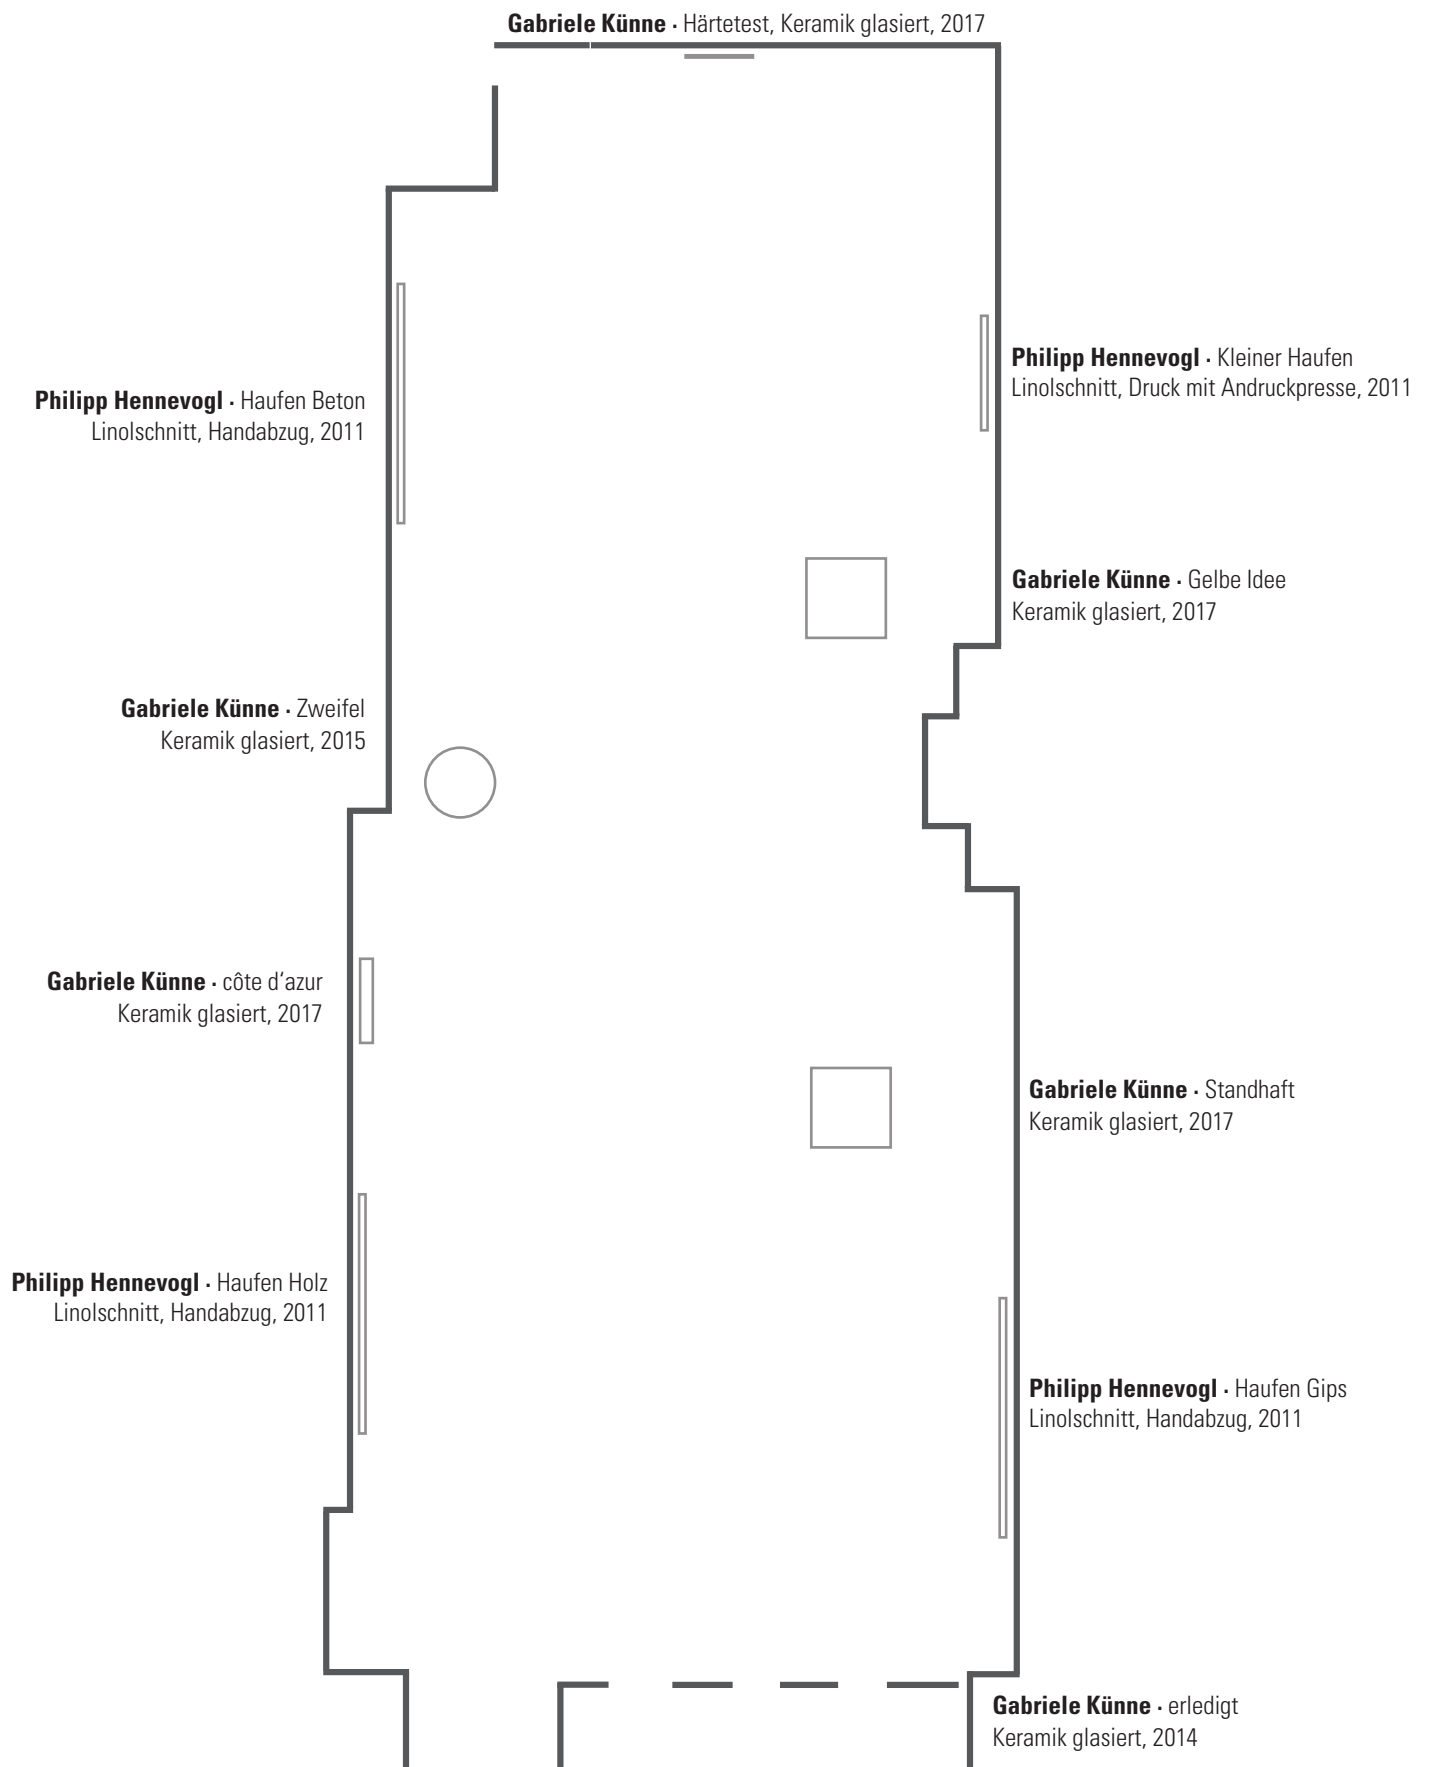 Gabriele Künne · Härtetest, Keramik glasiert, 2017
Philipp Hennevogl · Kleiner Haufen
Linolschnitt, Druck mit Andruckpresse, 2011
Philipp Hennevogl · Haufen Beton
Linolschnitt, Handabzug, 2011
Gabriele Künne · Gelbe Idee
Keramik glasiert, 2017
Gabriele Künne · Zweifel
Keramik glasiert, 2015
Gabriele Künne · côte d‘azur
Keramik glasiert, 2017
Gabriele Künne · Standhaft
Keramik glasiert, 2017
Philipp Hennevogl · Haufen Holz
Linolschnitt, Handabzug, 2011
Philipp Hennevogl · Haufen Gips
Linolschnitt, Handabzug, 2011
Gabriele Künne · erledigt
Keramik glasiert, 2014